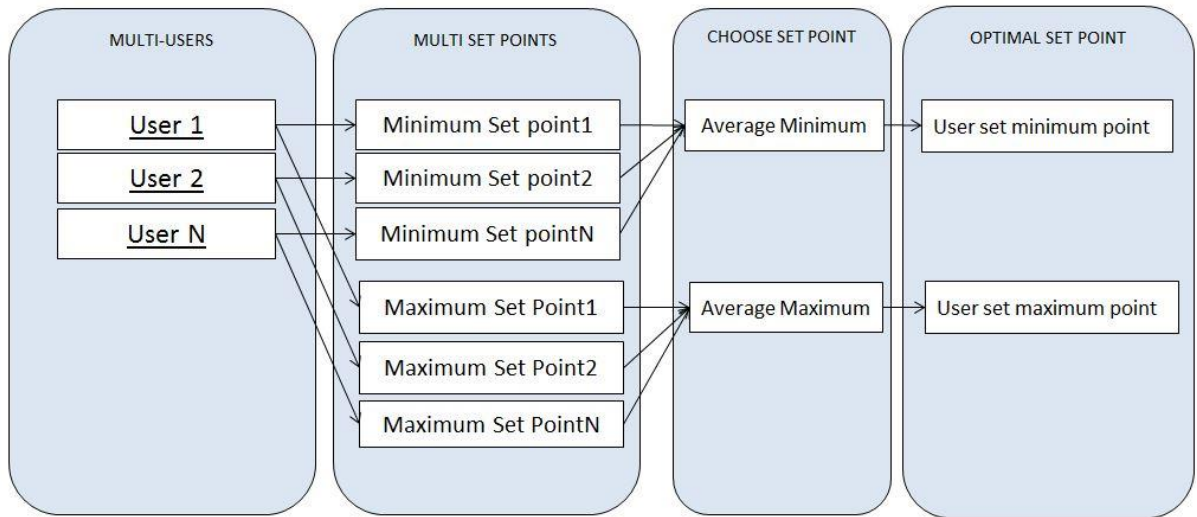 MULTI-USERS
User 1
User 2
User N
MULTI SET POINTS
Minimum Set point1
Minimum Set point2
Minimum Set pointN
Maximum Set Point1
Maximum Set Point2
Maximum Set PointN
CHOOSE SET POINT
Average Minimum
Average Maximum
OPTIMAL SET POINT
User set minimum point
User set maximum point